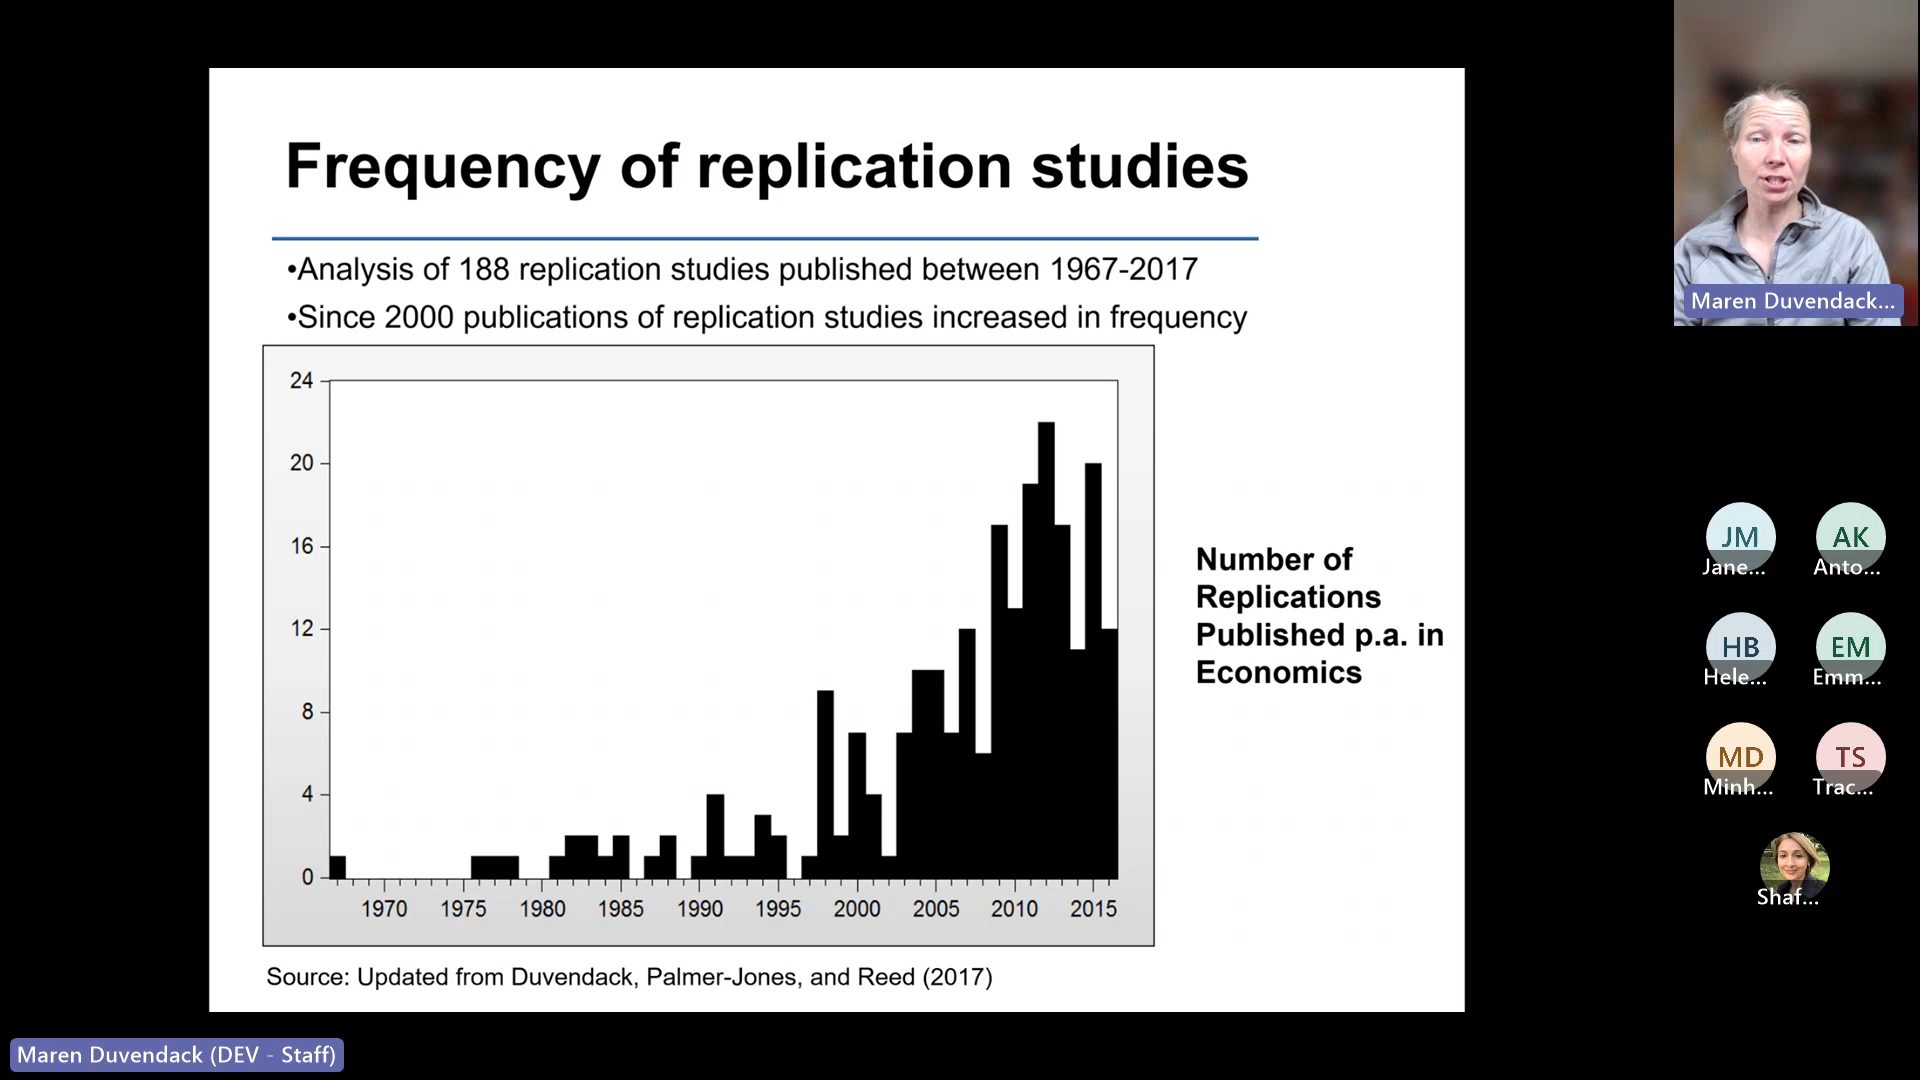 Frequency of replication studies
•Analysis of 188 replication studies published between 1967-2017
•Since 2000 publications of replication studies increased in frequency
24
20
16
12
8
4
0
1970 1975 1980 1985 1990 1995 2000 2005 2010 2015
Number of
Replications
Published p.a. in
Economics
Source: Updated from Duvendack, Palmer-Jones, and Reed (2017)
Maren Duvendack...
JM AK
Jane... Anto...
HB EM
Hele... Emm...
MD TS
Minh... Trac...
Shaf...
Maren Duvendack (DEV - Staff)